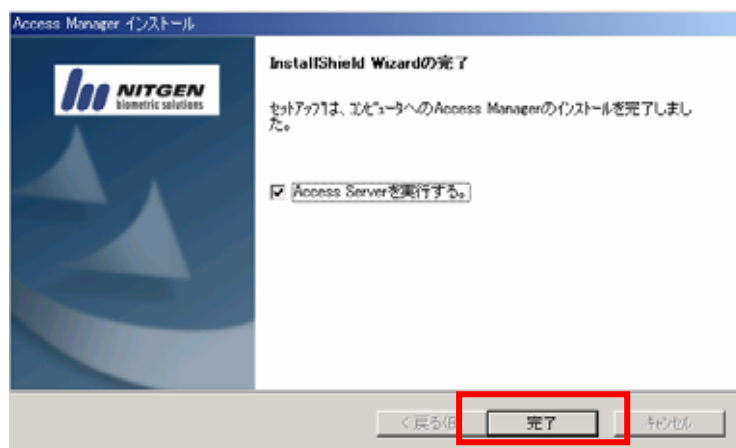 Access Manager インストール
NITGEN
biometric solutions
InstallShield Wizardの完了
セットアップは、コンピュータへのAccess Managerのインストールを完了しまし
た。
Access Serverを実行する。
< 戻る(B
完了
キャンセル